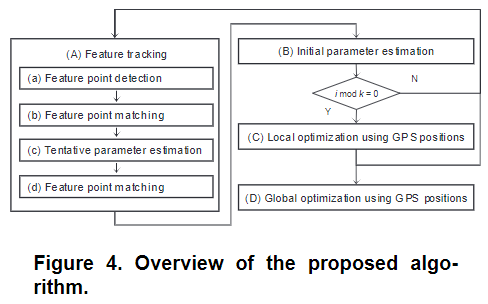 (A) Feature tracking
(a) Feature point detection
(b) Feature point matching
(c) Tentative parameter estimation
(d) Feature point matching
(B) Initial parameter estimation
i mod k = 0
N
Y
(C) Local optimization using GPS positions
(D) Global optimization using GPS positions
Figure 4. Overview of the proposed algo-
rithm.